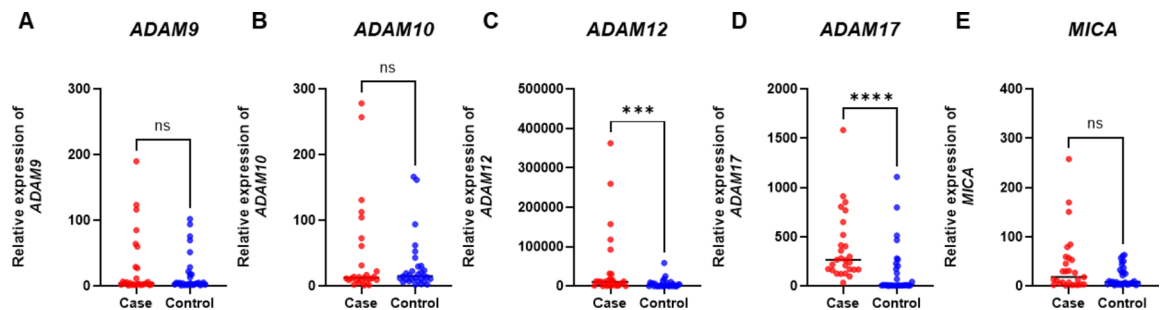 A
ADAM9
Relative expression of
ADAM9
300
200
100
0
ns
Case
Control
B
ADAM10
Relative expression of
ADAM10
300
200
100
0
ns
Case
Control
C
ADAM12
Relative expression of
ADAM12
500000
400000
300000
200000
100000
0
***
Case
Control
D
ADAM17
Relative expression of
ADAM17
2000
1500
1000
500
0
****
Case
Control
E
MICA
Relative expression of
MICA
400
300
200
100
0
ns
Case
Control